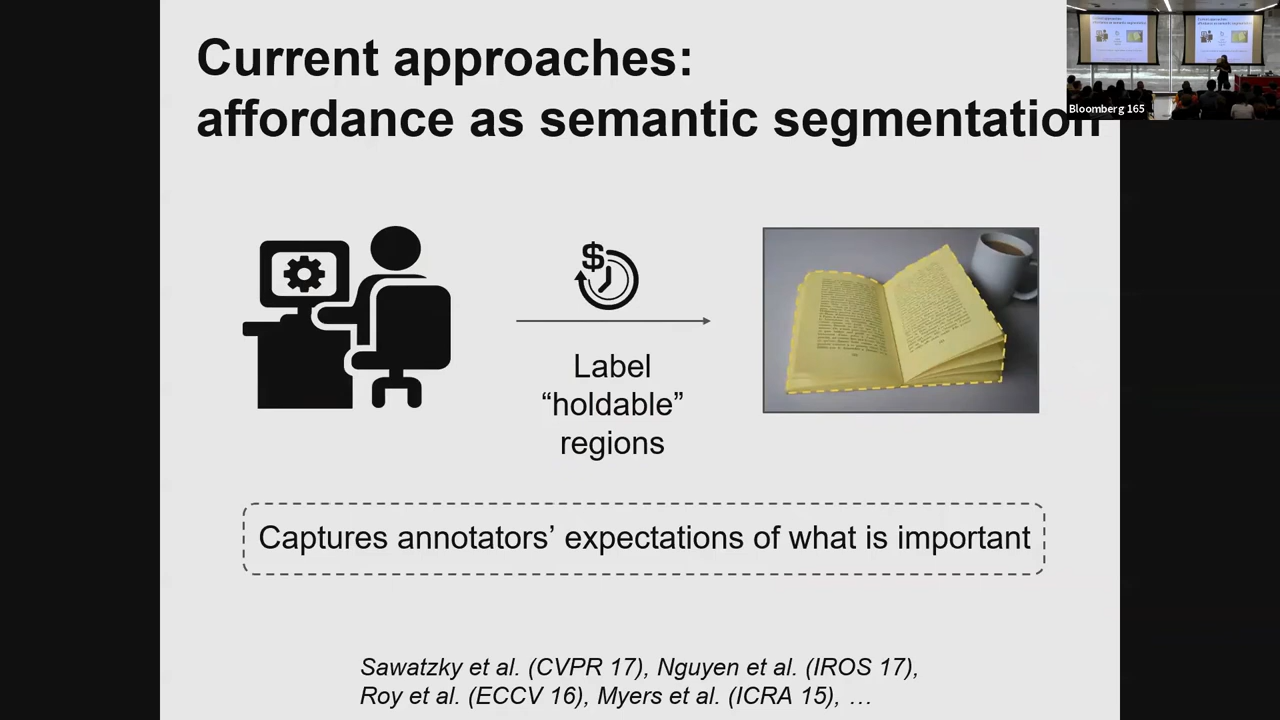 Current approaches:
affordance as semantic segmentation
Bloomberg 165
$
Label
“holdable”
regions
Captures annotators’ expectations of what is important
Sawatzky et al. (CVPR 17), Nguyen et al. (IROS 17),
Roy et al. (ECCV 16), Myers et al. (ICRA 15), …